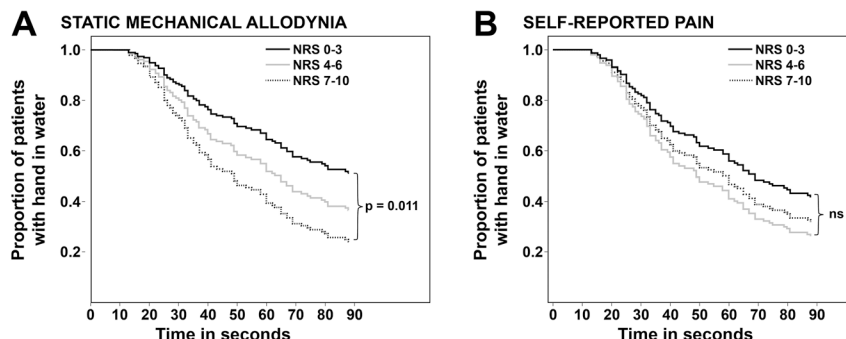 A STATIC MECHANICAL ALLODYNIA
NRS 0-3
NRS 4-6
NRS 7-10
Proportion of patients
with hand in water
1.0
0.8
0.6
0.4
0.2
p = 0.011
0 10 20 30 40 50 60 70 80 90
Time in seconds
B SELF-REPORTED PAIN
NRS 0-3
NRS 4-6
NRS 7-10
Proportion of patients
with hand in water
1.0
0.8
0.6
0.4
0.2
ns
0 10 20 30 40 50 60 70 80 90
Time in seconds